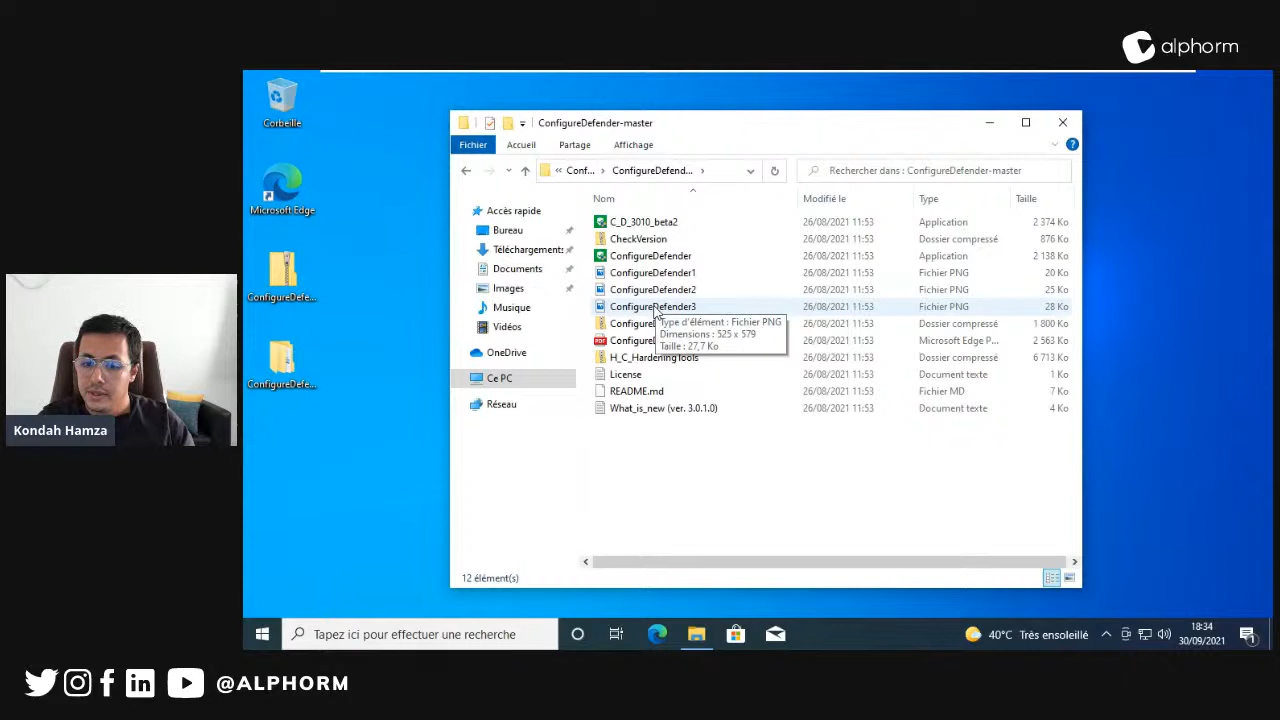 alphorm
Corbeille
Microsoft Edge
ConfigureDefe...
ConfigureDefe...
Kondah Hamza
ConfigureDefender-master
Fichier
Accueil
Partage
Affichage
« Conf... › ConfigureDefend... ›
Rechercher dans : ConfigureDefender-master
Accès rapide
Bureau
Téléchargements
Documents
Images
Musique
Vidéos
OneDrive
Ce PC
Réseau
Nom Modifié le Type Taille
C_D_3010_beta2 26/08/2021 11:53 Application 2 374 Ko
CheckVersion 26/08/2021 11:53 Dossier compressé 876 Ko
ConfigureDefender 26/08/2021 11:53 Application 2 138 Ko
ConfigureDefender1 26/08/2021 11:53 Fichier PNG 20 Ko
ConfigureDefender2 26/08/2021 11:53 Fichier PNG 25 Ko
ConfigureDefender3 26/08/2021 11:53 Fichier PNG 28 Ko
Configure 26/08/2021 11:53 Dossier compressé 1 800 Ko
Configure 26/08/2021 11:53 Microsoft Edge P... 2 563 Ko
H_C_HardeningTools 26/08/2021 11:53 Dossier compressé 6 713 Ko
License 26/08/2021 11:53 Document texte 1 Ko
README.md 26/08/2021 11:53 Fichier MD 7 Ko
What_is_new (ver. 3.0.1.0) 26/08/2021 11:53 Document texte 4 Ko
Type d'élément : Fichier PNG
Dimensions : 525 x 579
Taille : 27,7 Ko
12 élément(s)
Tapez ici pour effectuer une recherche
40°C Très ensoleillé
18:34
30/09/2021
1
@ALPHORM